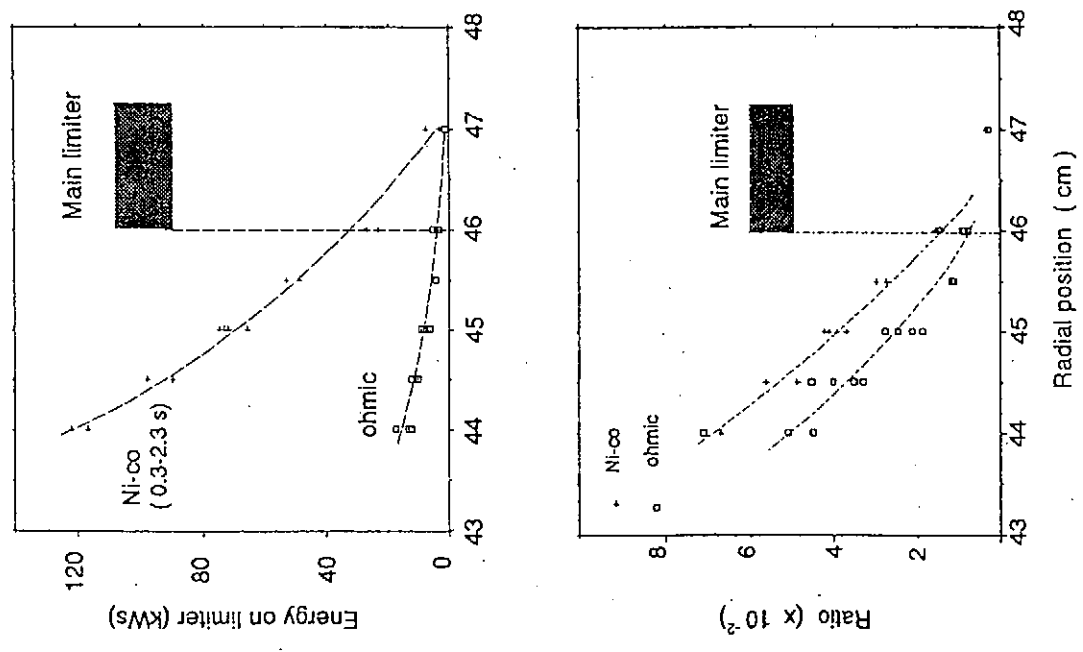 Energy on limiter (kWs)
120
80
40
0
Ni-co
( 0.3-2.3 s)
ohmic
Main limiter
43
44
45
46
47
48
Ratio (x 10-2)
8
6
4
2
Ni-co
ohmic
Main limiter
43
44
45
46
47
48
Radial position ( cm )